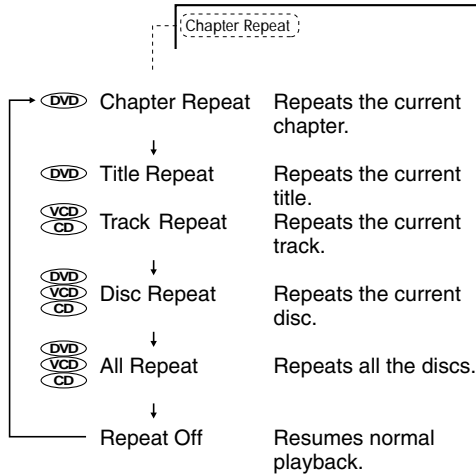 Chapter Repeat
DVD Chapter Repeat Repeats the current
chapter.
DVD Title Repeat Repeats the current
title.
VCD
CD Track Repeat Repeats the current
track.
DVD
VCD
CD Disc Repeat Repeats the current
disc.
DVD
VCD
CD All Repeat Repeats all the discs.
Repeat Off Resumes normal
playback.